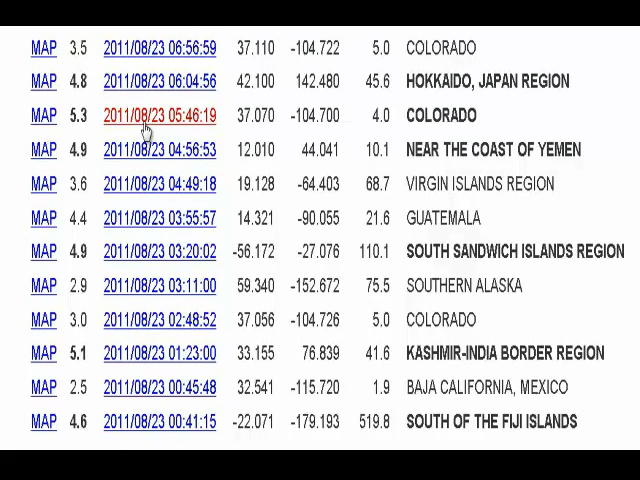 MAP 3.5 2011/08/23 06:56:59 37.110 -104.722 5.0 COLORADO
MAP 4.8 2011/08/23 06:04:56 42.100 142.480 45.6 HOKKAIDO, JAPAN REGION
MAP 5.3 2011/08/23 05:46:19 37.070 -104.700 4.0 COLORADO
MAP 4.9 2011/08/23 04:56:53 12.010 44.041 10.1 NEAR THE COAST OF YEMEN
MAP 3.6 2011/08/23 04:49:18 19.128 -64.403 68.7 VIRGIN ISLANDS REGION
MAP 4.4 2011/08/23 03:55:57 14.321 -90.055 21.6 GUATEMALA
MAP 4.9 2011/08/23 03:20:02 -56.172 -27.076 110.1 SOUTH SANDWICH ISLANDS REGION
MAP 2.9 2011/08/23 03:11:00 59.340 -152.672 75.5 SOUTHERN ALASKA
MAP 3.0 2011/08/23 02:48:52 37.056 -104.726 5.0 COLORADO
MAP 5.1 2011/08/23 01:23:00 33.155 76.839 41.6 KASHMIR-INDIA BORDER REGION
MAP 2.5 2011/08/23 00:45:48 32.541 -115.720 1.9 BAJA CALIFORNIA, MEXICO
MAP 4.6 2011/08/23 00:41:15 -22.071 -179.193 519.8 SOUTH OF THE FIJI ISLANDS